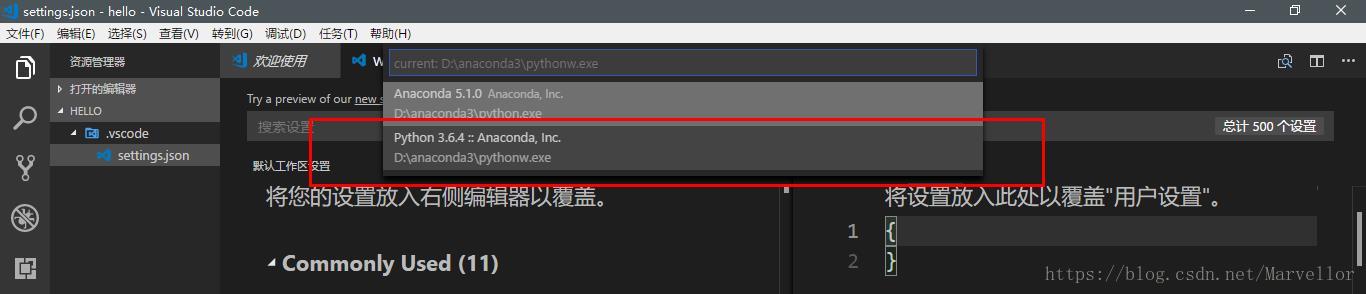 settings.json - hello - Visual Studio Code
文件(F) 编辑(E) 选择(S) 查看(V) 转到(G) 调试(D) 任务(T) 帮助(H)
资源管理器
打开的编辑器
HELLO
.vscode
settings.json
欢迎使用 W
current: D:\anaconda3\pythonw.exe
Anaconda 5.1.0 Anaconda, Inc.
D:\anaconda3\python.exe
Python 3.6.4 :: Anaconda, Inc.
D:\anaconda3\pythonw.exe
Try a preview of our new s
搜索设置 总计 500 个设置
默认工作区设置
将您的设置放入右侧编辑器以覆盖。
Commonly Used (11)
将设置放入此处以覆盖"用户设置"。
1 {
2 }
https://blog.csdn.net/Marvellor